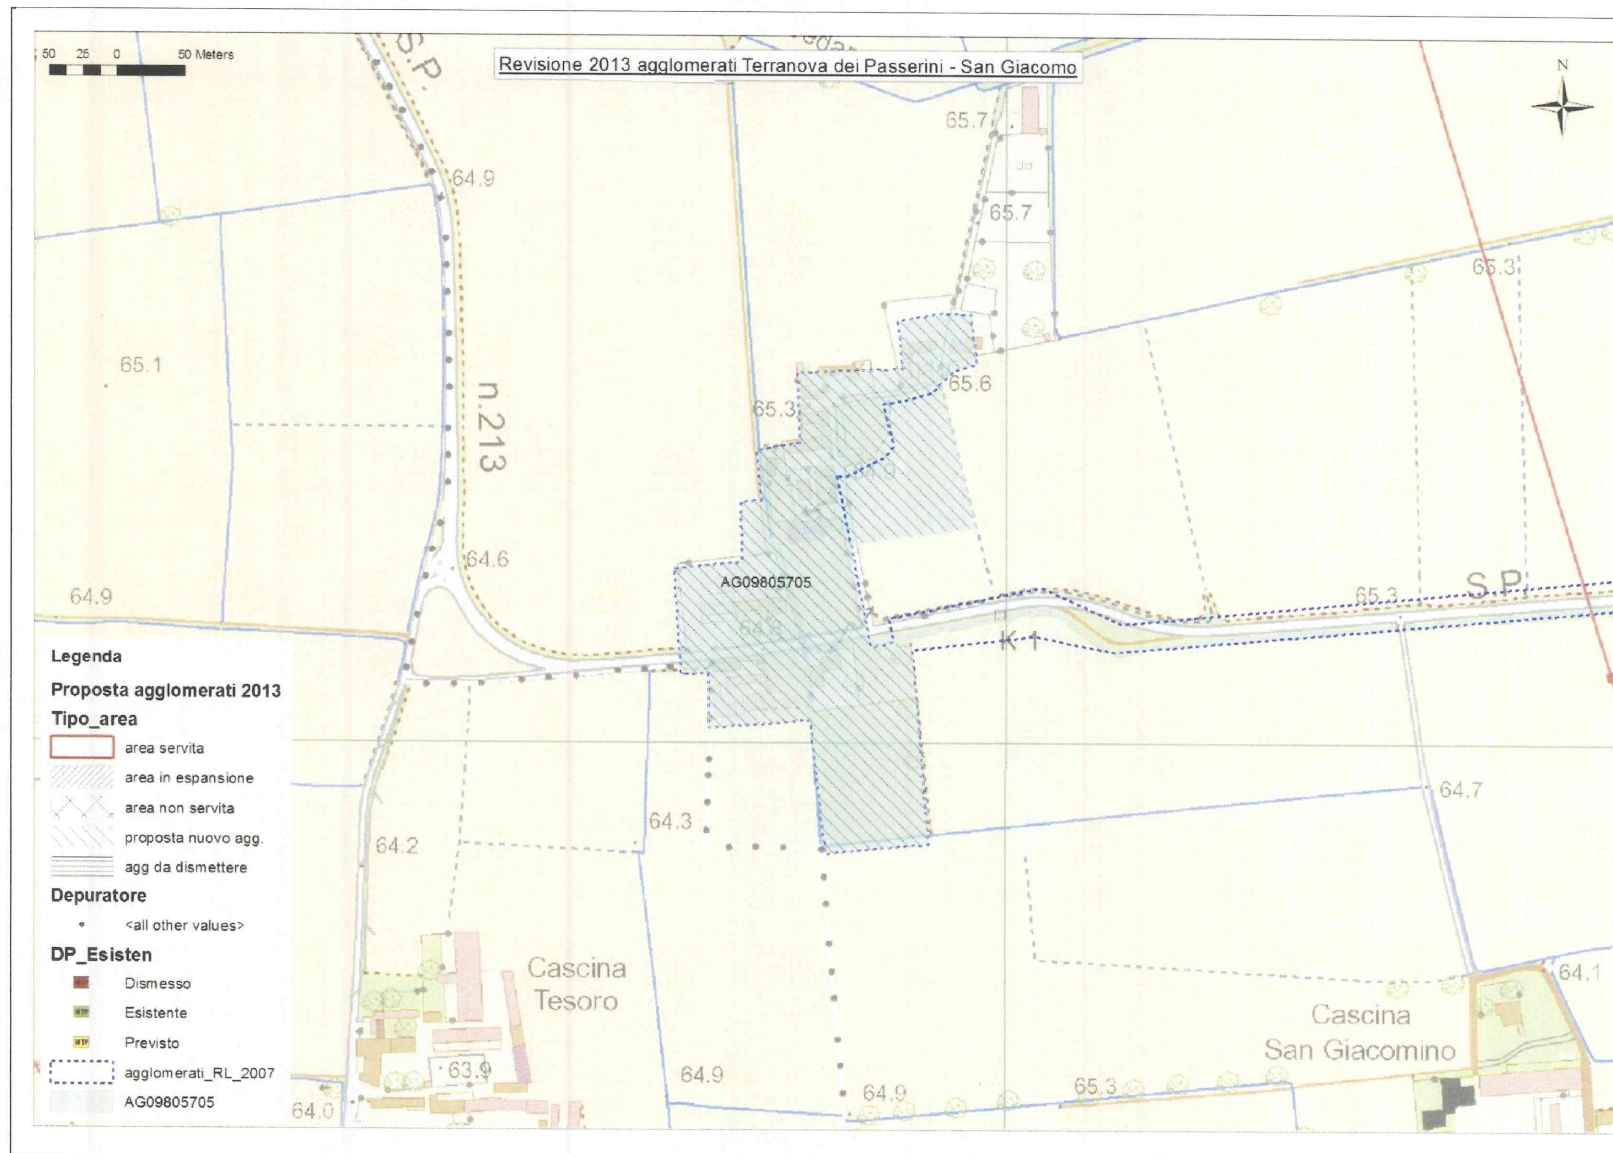 50 25 0 50 Meters
Revisione 2013 agglomerati Terranova dei Passerini - San Giacomo
N
S.P.
65.7
64.9
65.7
65.3
65.1
65.6
65.3
n.213
64.6
AG09805705
64.9
65.3
S.P.
K 1
64.7
64.3
64.2
Cascina
Tesoro
64.1
Cascina
San Giacomino
63.9
64.9
64.9
65.3
64.0
Legenda
Proposta agglomerati 2013
Tipo_area
area servita
area in espansione
area non servita
proposta nuovo agg.
agg da dismettere
Depuratore
<all other values>
DP_Esisten
Dismesso
WTP Esistente
WTP Previsto
agglomerati_RL_2007
AG09805705